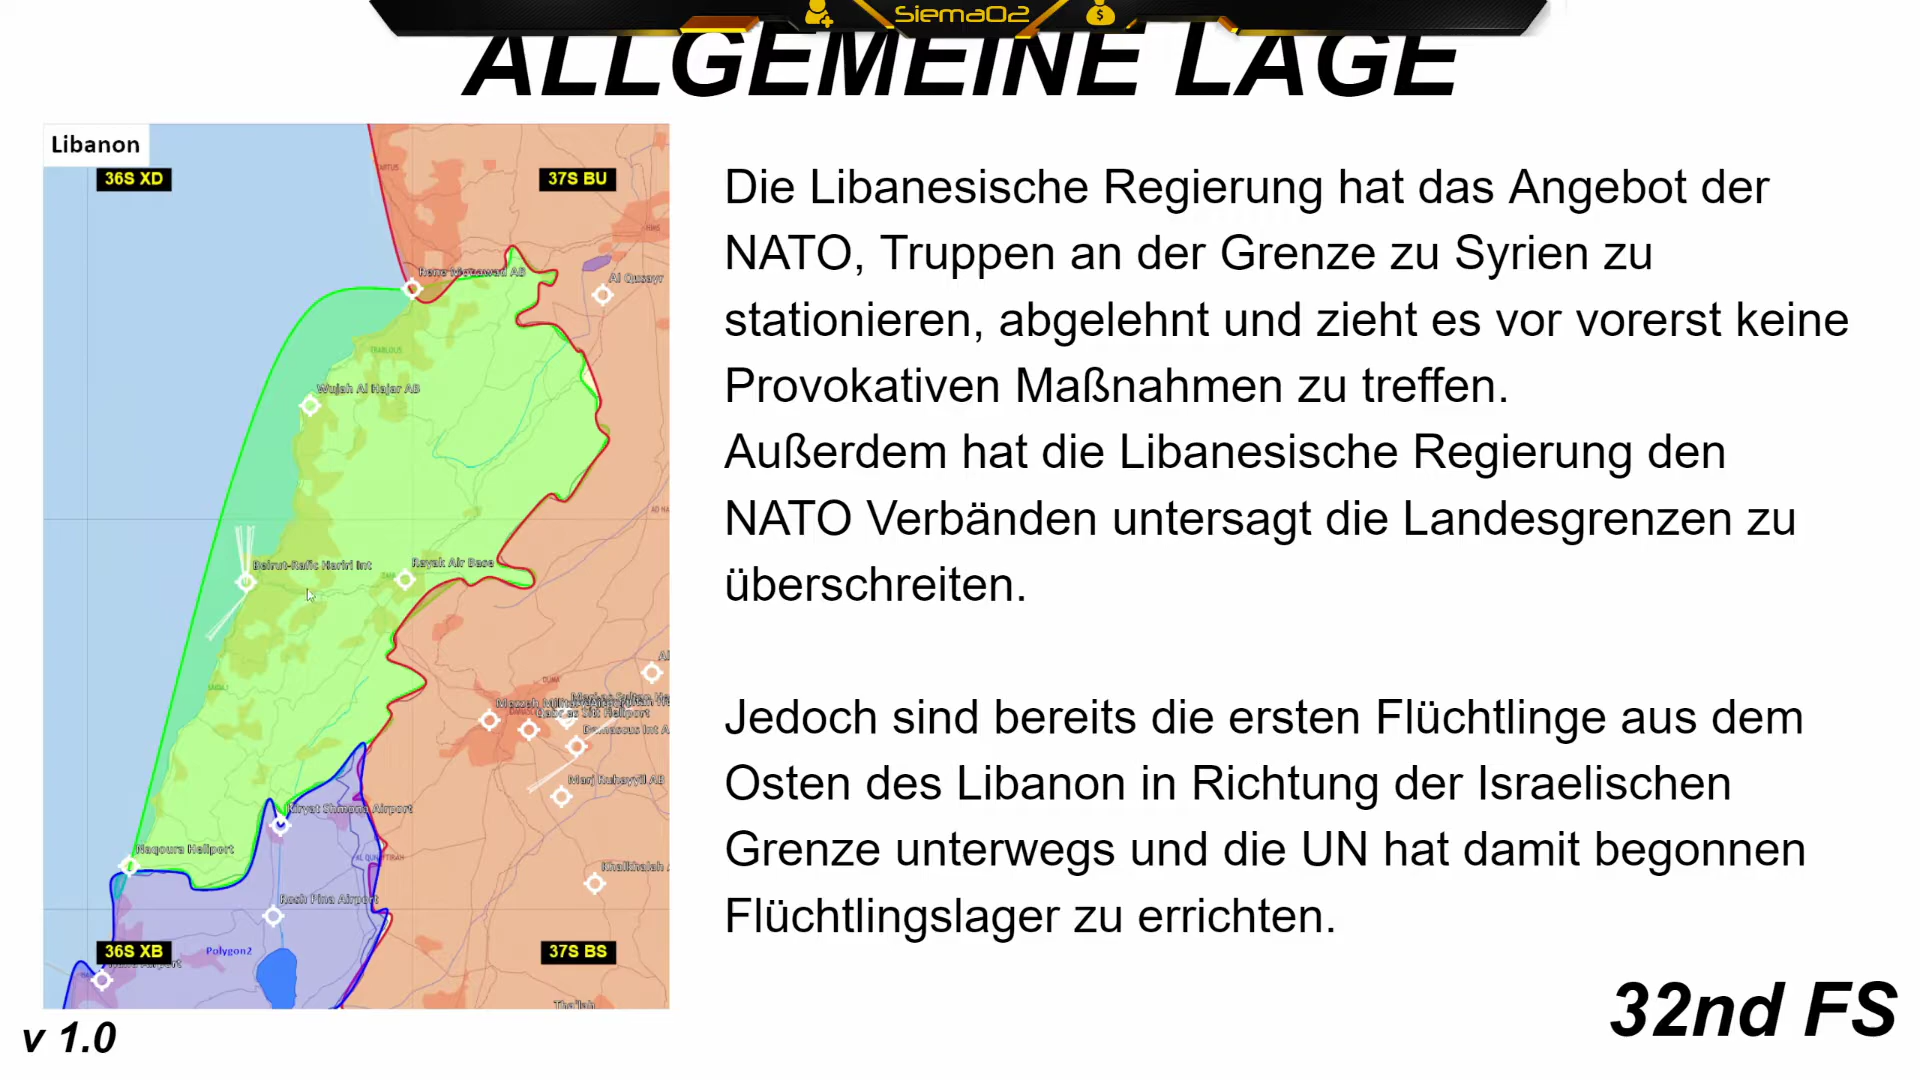 Siema02
ALLGEMEINE LAGE
Libanon
36S XD
37S BU
Rene Mouawad AB
Al Qusayr
TRABLOUS
Wujah Al Hajar AB
Beirut-Rafic Hariri Int
Rayak Air Base
Kiryat Shmona Airport
Naqoura Heliport
Marj Ruhayyil AB
Rosh Pina Airport
36S XB
Polygon2
37S BS
Die Libanesische Regierung hat das Angebot der
NATO, Truppen an der Grenze zu Syrien zu
stationieren, abgelehnt und zieht es vor vorerst keine
Provokativen Maßnahmen zu treffen.
Außerdem hat die Libanesische Regierung den
NATO Verbänden untersagt die Landesgrenzen zu
überschreiten.
Jedoch sind bereits die ersten Flüchtlinge aus dem
Osten des Libanon in Richtung der Israelischen
Grenze unterwegs und die UN hat damit begonnen
Flüchtlingslager zu errichten.
32nd FS
v 1.0